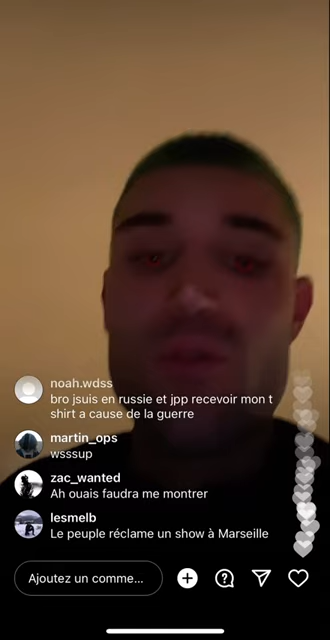 noah.wdss
bro jsuis en russie et jpp recevoir mon t
shirt a cause de la guerre
martin_ops
wsssup
zac_wanted
Ah ouais faudra me montrer
lesmelb
Le peuple réclame un show à Marseille
Ajoutez un comme...